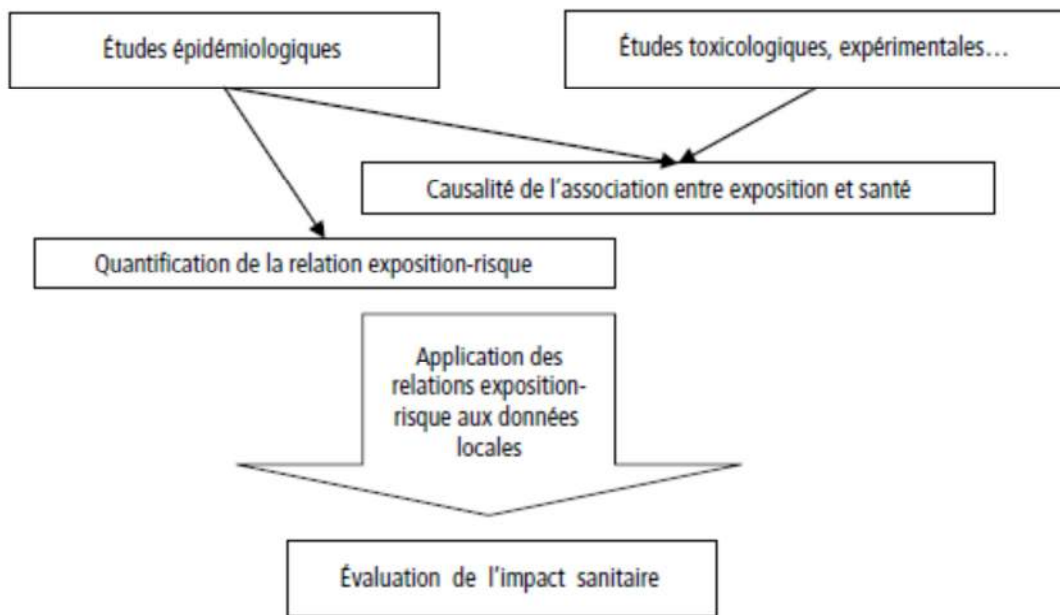 Études épidémiologiques
Études toxicologiques, expérimentales…
Causalité de l'association entre exposition et santé
Quantification de la relation exposition-risque
Application des
relations exposition-
risque aux données
locales
Évaluation de l'impact sanitaire